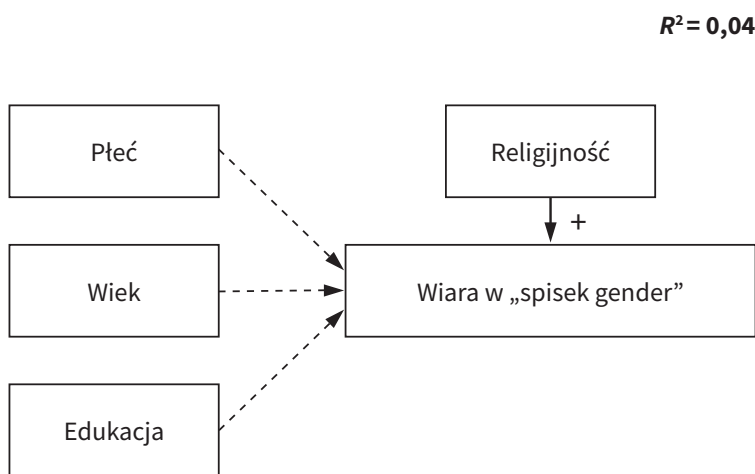 R² = 0,04
Płeć
Religijność
+
Wiek
Wiara w „spisek gender”
Edukacja